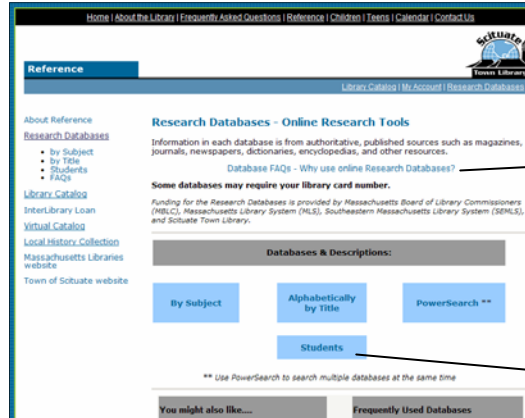 Home | About the Library | Frequently Asked Questions | Reference | Children | Teens | Calendar | Contact Us
Scituate
Town Library
Reference
Library Catalog | My Account | Research Databases
About Reference
Research Databases
• by Subject
• by Title
• Students
• FAQs
Library Catalog
InterLibrary Loan
Virtual Catalog
Local History Collection
Massachusetts Libraries
website
Town of Scituate website
Research Databases - Online Research Tools
Information in each database is from authoritative, published sources such as magazines,
journals, newspapers, dictionaries, encyclopedias, and other resources.
Database FAQs - Why use online Research Databases?
Some databases may require your library card number.
Funding for the Research Databases is provided by Massachusetts Board of Library Commissioners
(MBLC), Massachusetts Library System (MLS), Southeastern Massachusetts Library System (SEMLS),
and Scituate Town Library.
Databases & Descriptions:
By Subject
Alphabetically
by Title
PowerSearch **
Students
** Use PowerSearch to search multiple databases at the same time
You might also like....
Frequently Used Databases